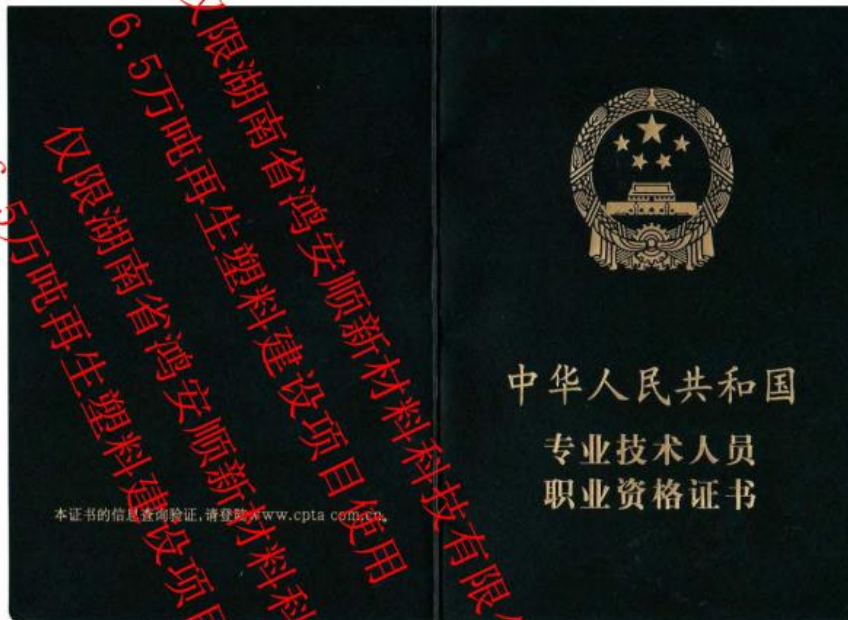 仅限湖南省鸿安顺新材料科技有限
6.5万吨再生塑料建设项目使用
仅限湖南省鸿安顺新材料科
6.5万吨再生塑料建设项目
本证书的信息查询验证,请登陆www.cpta.com.cn。
中华人民共和国
专业技术人员
职业资格证书